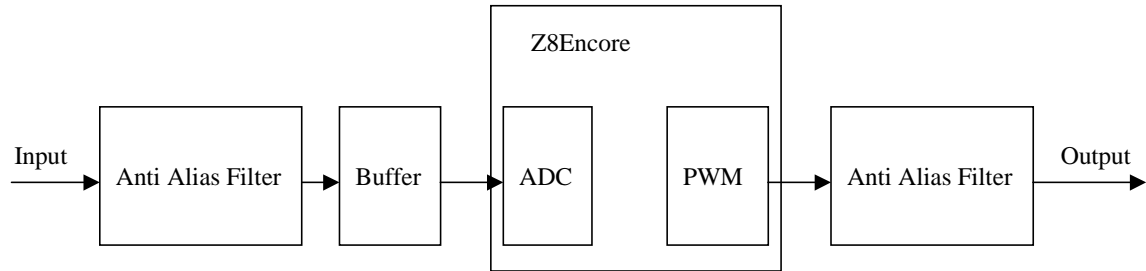 Z8Encore
Input
Anti Alias Filter
Buffer
ADC
PWM
Anti Alias Filter
Output